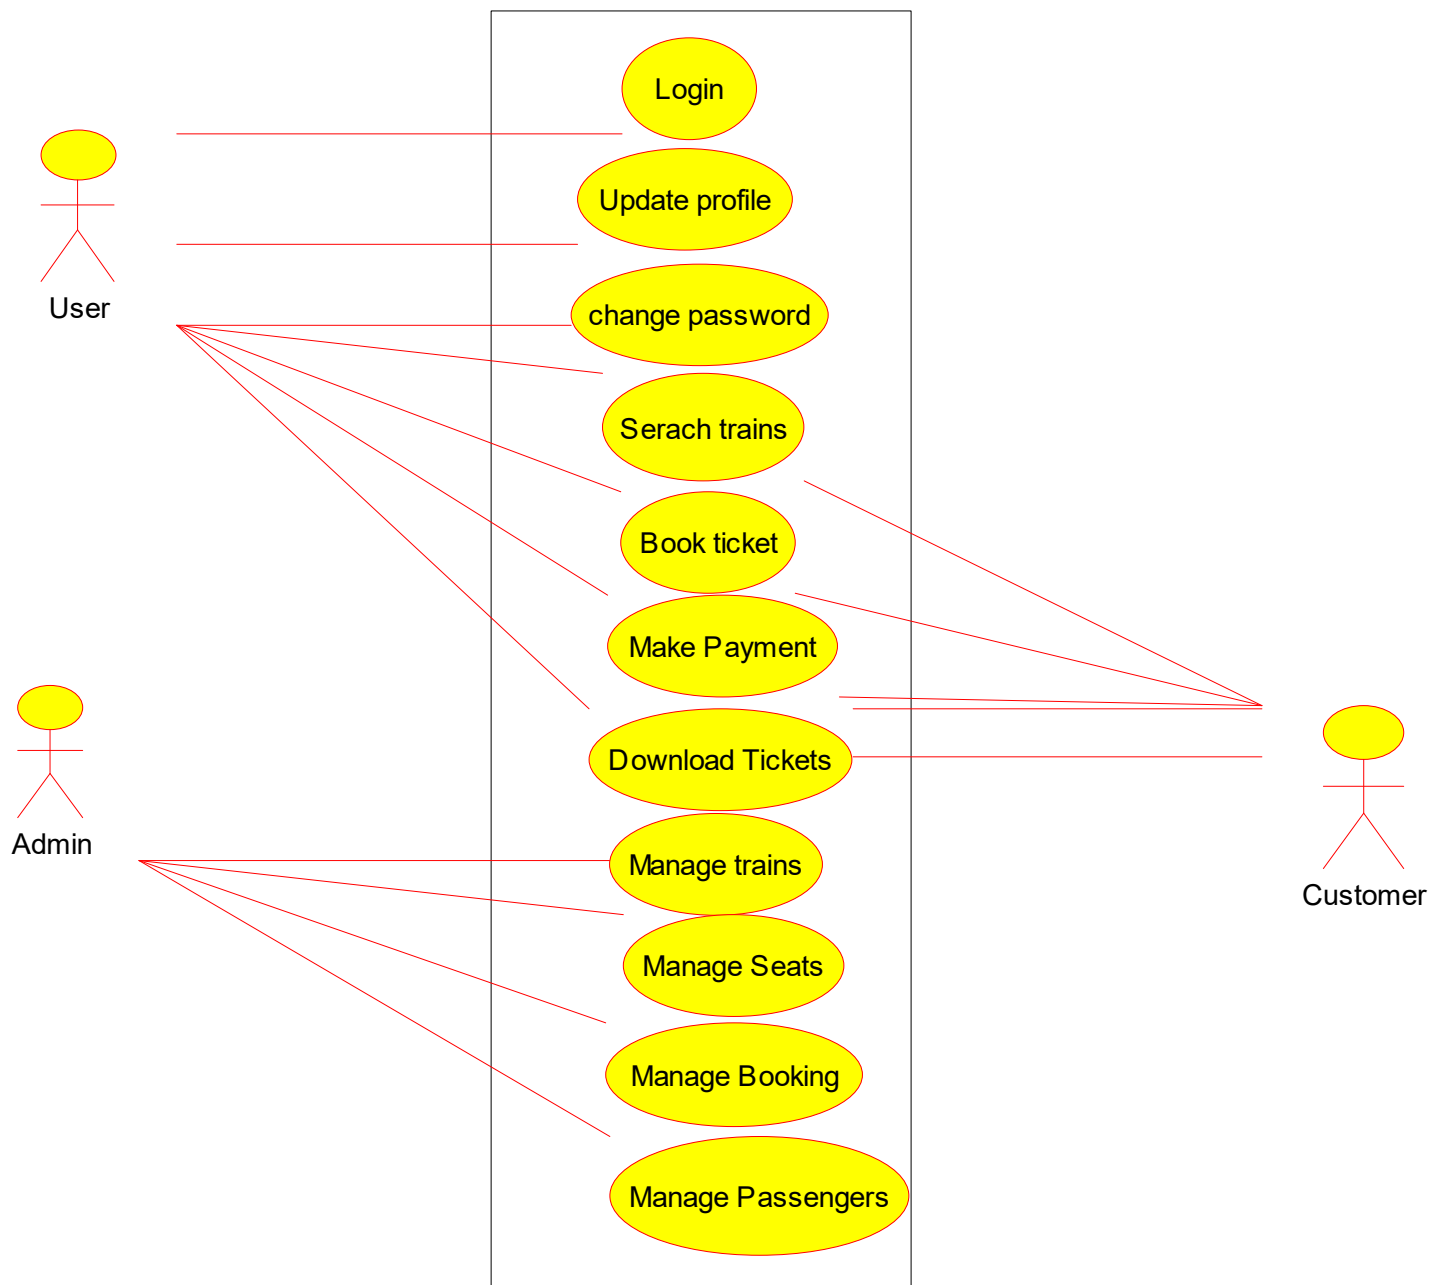 Login
Update profile
User
change password
Serach trains
Book ticket
Make Payment
Download Tickets
Admin
Manage trains
Customer
Manage Seats
Manage Booking
Manage Passengers